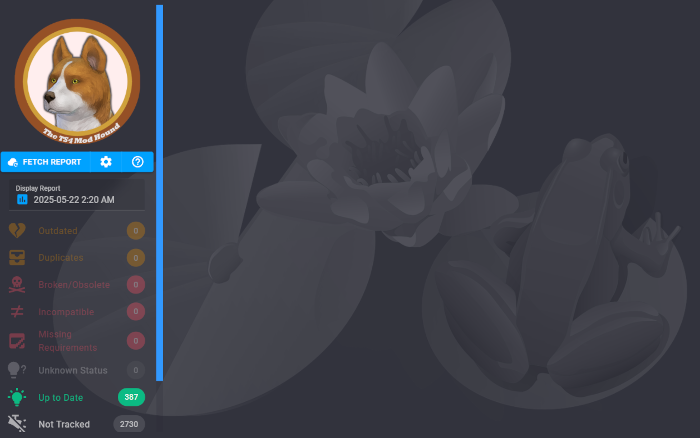 The TS4 Mod Hound
FETCH REPORT
Display Report
2025-05-22 2:20 AM
Outdated 0
Duplicates 0
Broken/Obsolete 0
Incompatible 0
Missing
Requirements 0
Unknown Status 0
Up to Date 387
Not Tracked 2730